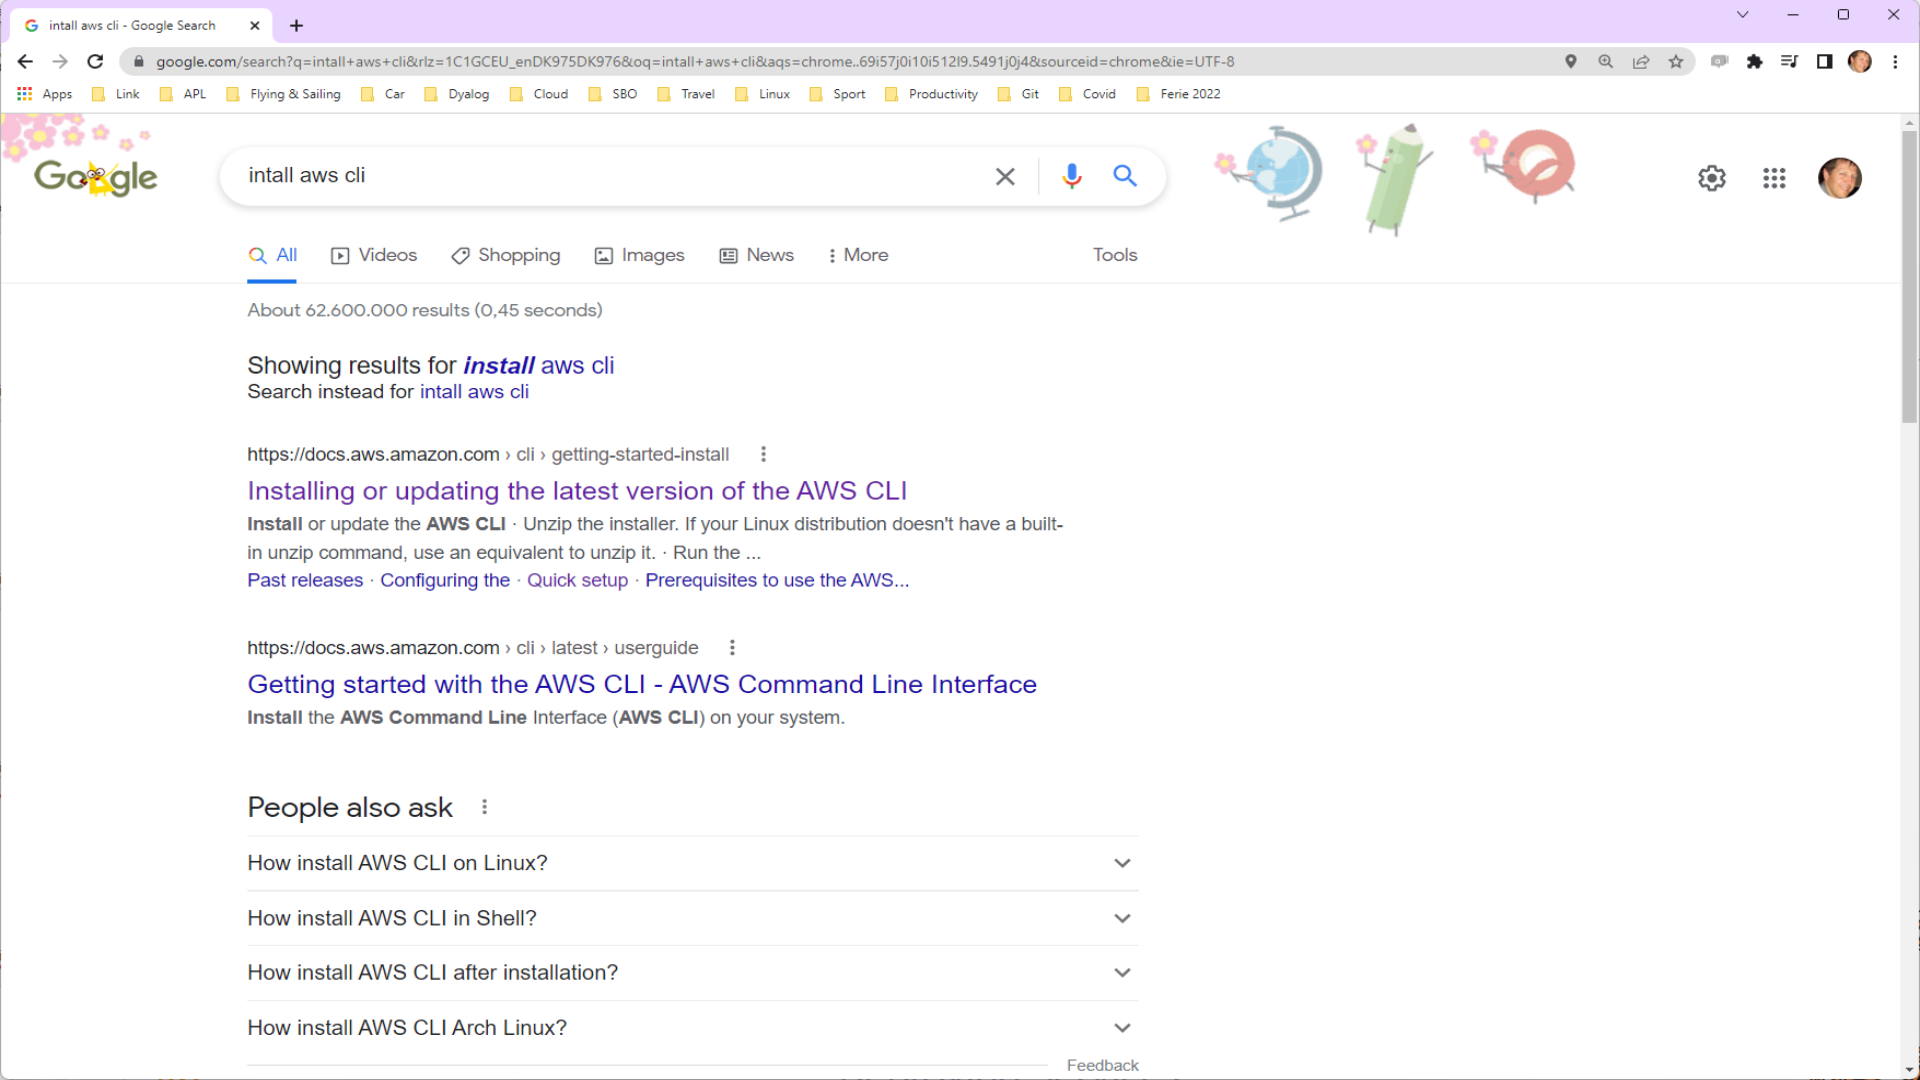 intall aws cli - Google Search
google.com/search?q=intall+aws+cli&rlz=1C1GCEU_enDK975DK976&oq=intall+aws+cli&aqs=chrome..69i57j0i10i512l9.5491j0j4&sourceid=chrome&ie=UTF-8
Apps Link APL Flying & Sailing Car Dyalog Cloud SBO Travel Linux Sport Productivity Git Covid Ferie 2022
Google
intall aws cli
All Videos Shopping Images News More Tools
About 62.600.000 results (0,45 seconds)
Showing results for install aws cli
Search instead for intall aws cli
https://docs.aws.amazon.com › cli › getting-started-install
Installing or updating the latest version of the AWS CLI
Install or update the AWS CLI · Unzip the installer. If your Linux distribution doesn't have a built-
in unzip command, use an equivalent to unzip it. · Run the ...
Past releases · Configuring the · Quick setup · Prerequisites to use the AWS...
https://docs.aws.amazon.com › cli › latest › userguide
Getting started with the AWS CLI - AWS Command Line Interface
Install the AWS Command Line Interface (AWS CLI) on your system.
People also ask
How install AWS CLI on Linux?
How install AWS CLI in Shell?
How install AWS CLI after installation?
How install AWS CLI Arch Linux?
Feedback